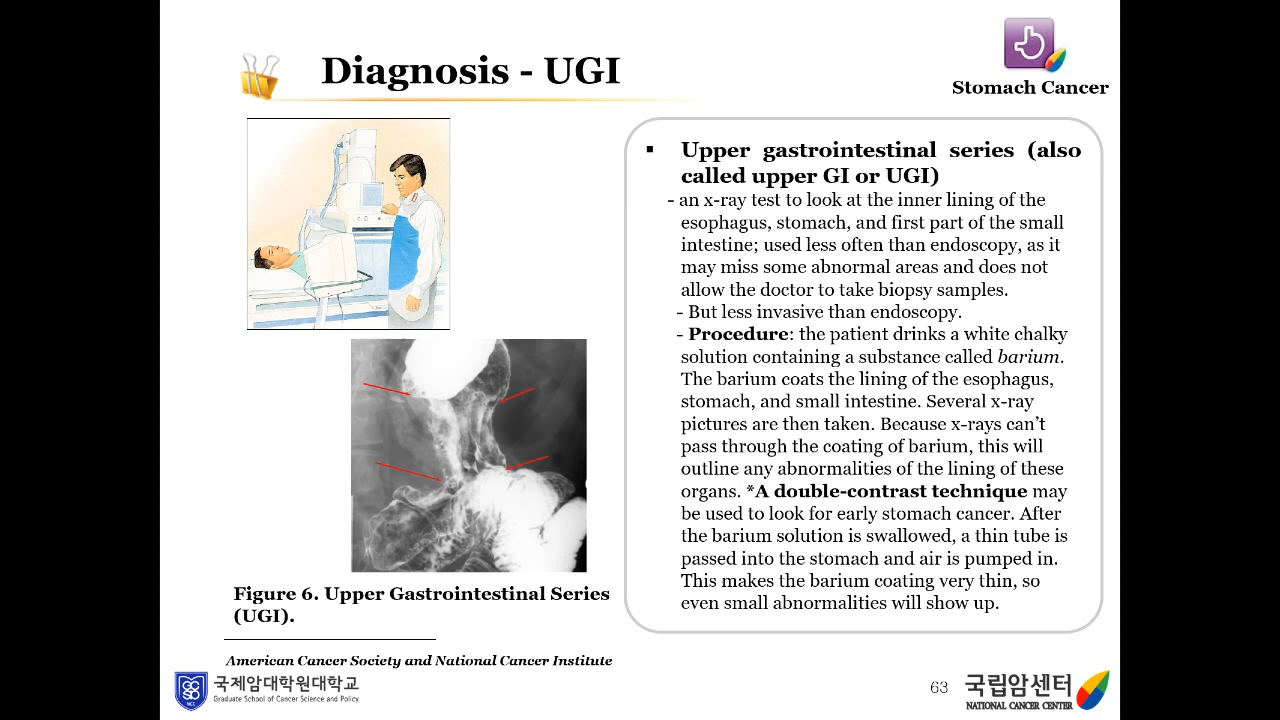 Diagnosis - UGI
Stomach Cancer
▪ Upper gastrointestinal series (also
called upper GI or UGI)
- an x-ray test to look at the inner lining of the
esophagus, stomach, and first part of the small
intestine; used less often than endoscopy, as it
may miss some abnormal areas and does not
allow the doctor to take biopsy samples.
- But less invasive than endoscopy.
- Procedure: the patient drinks a white chalky
solution containing a substance called barium.
The barium coats the lining of the esophagus,
stomach, and small intestine. Several x-ray
pictures are then taken. Because x-rays can't
pass through the coating of barium, this will
outline any abnormalities of the lining of these
organs. *A double-contrast technique may
be used to look for early stomach cancer. After
the barium solution is swallowed, a thin tube is
passed into the stomach and air is pumped in.
This makes the barium coating very thin, so
even small abnormalities will show up.
Figure 6. Upper Gastrointestinal Series
(UGI).
American Cancer Society and National Cancer Institute
국제암대학원대학교
Graduate School of Cancer Science and Policy
63
국립암센터
NATIONAL CANCER CENTER